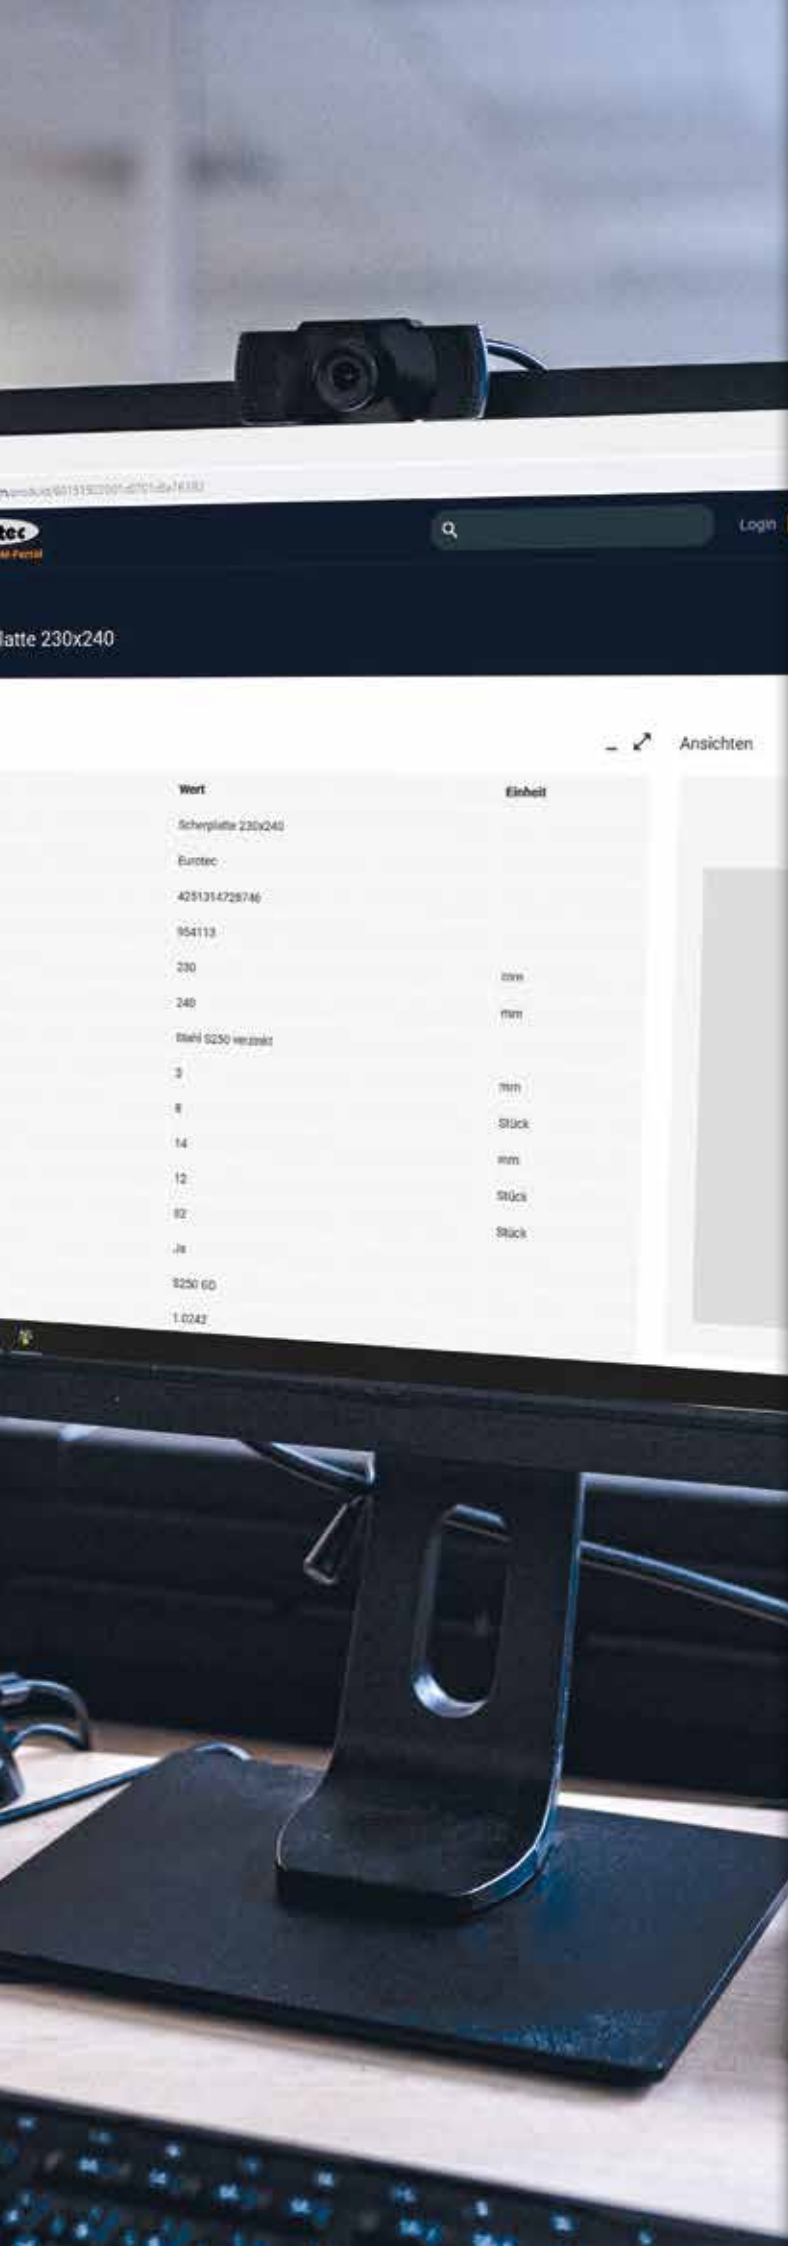 tec
M-Portal
Login
latte 230x240
Ansichten
Wert Einheit
Scherplatte 230x240
Eurotec
4251314728746
954113
230 mm
240 mm
Stahl S250 verzinkt
3 mm
8 Stück
14 mm
12 Stück
Stück
Ja
S250 GD
1.0242